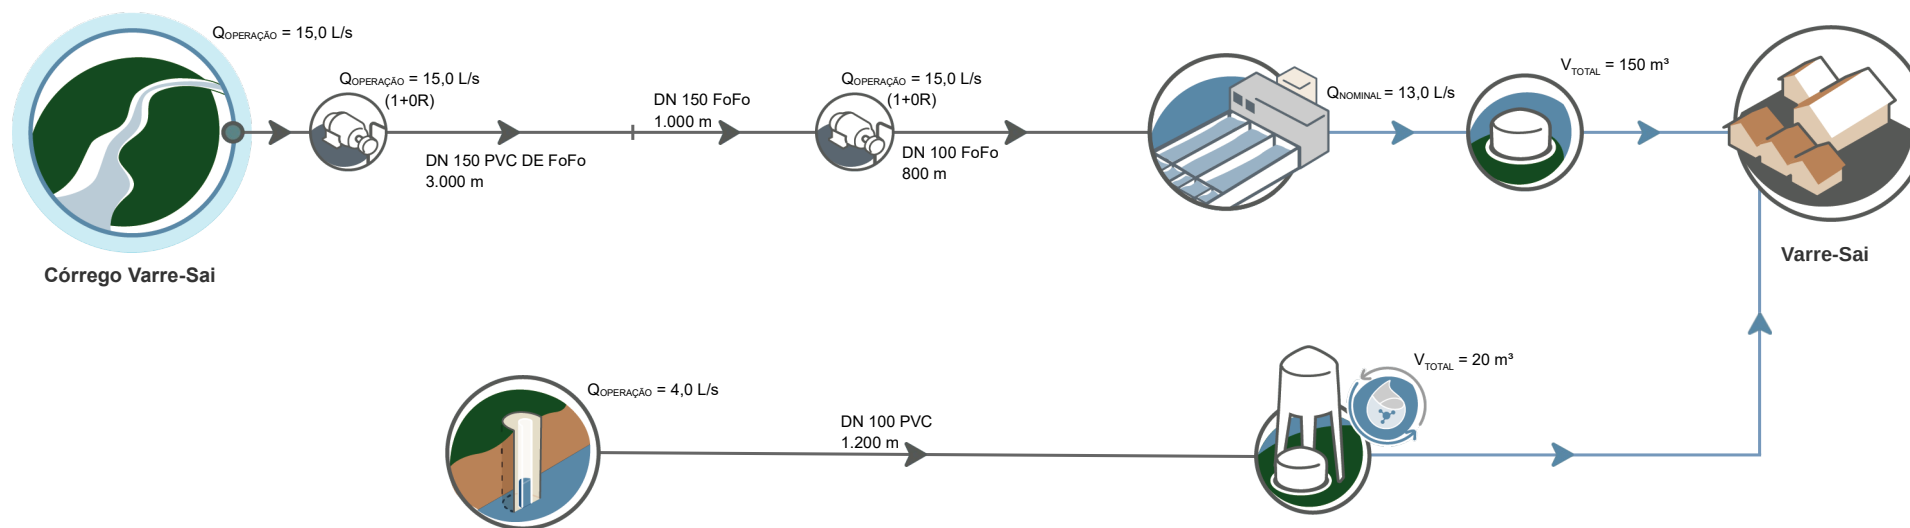 QOPERAÇÃO = 15,0 L/s
QOPERAÇÃO = 15,0 L/s
(1+0R)
DN 150 PVC DE FoFo
3.000 m
DN 150 FoFo
1.000 m
QOPERAÇÃO = 15,0 L/s
(1+0R)
DN 100 FoFo
800 m
QNOMINAL = 13,0 L/s
VTOTAL = 150 m³
Córrego Varre-Sai
Varre-Sai
QOPERAÇÃO = 4,0 L/s
DN 100 PVC
1.200 m
VTOTAL = 20 m³